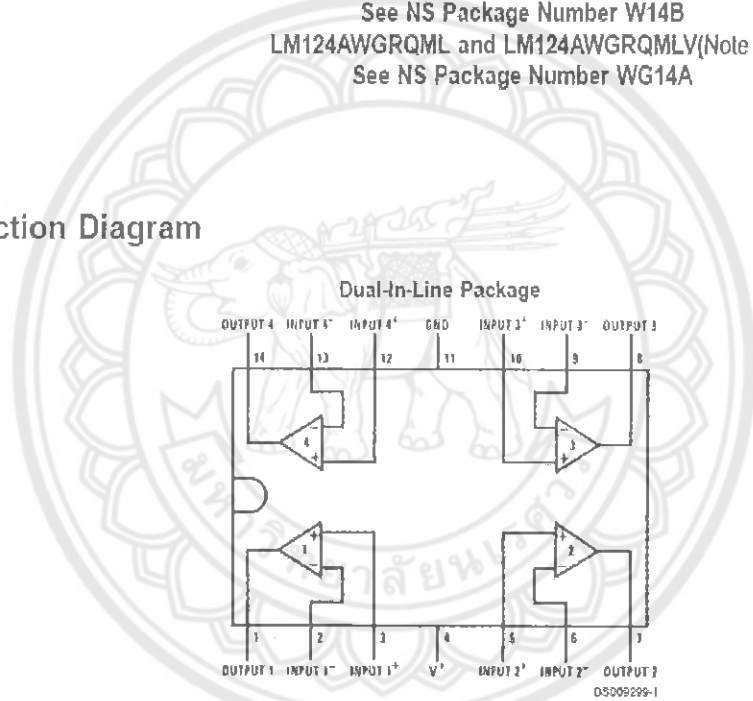 See NS Package Number W14B
LM124AWGRQML and LM124AWGRQMLV(Note
See NS Package Number WG14A
ction Diagram
Dual-In-Line Package
OUTPUT 4 INPUT 4⁻ INPUT 4⁺ GND INPUT 3⁺ INPUT 3⁻ OUTPUT 3
14 13 12 11 10 9 8
4 3
1 2
1 2 3 4 5 6 7
OUTPUT 1 INPUT 1⁻ INPUT 1⁺ V⁺ INPUT 2⁺ INPUT 2⁻ OUTPUT 2
DS009299-1